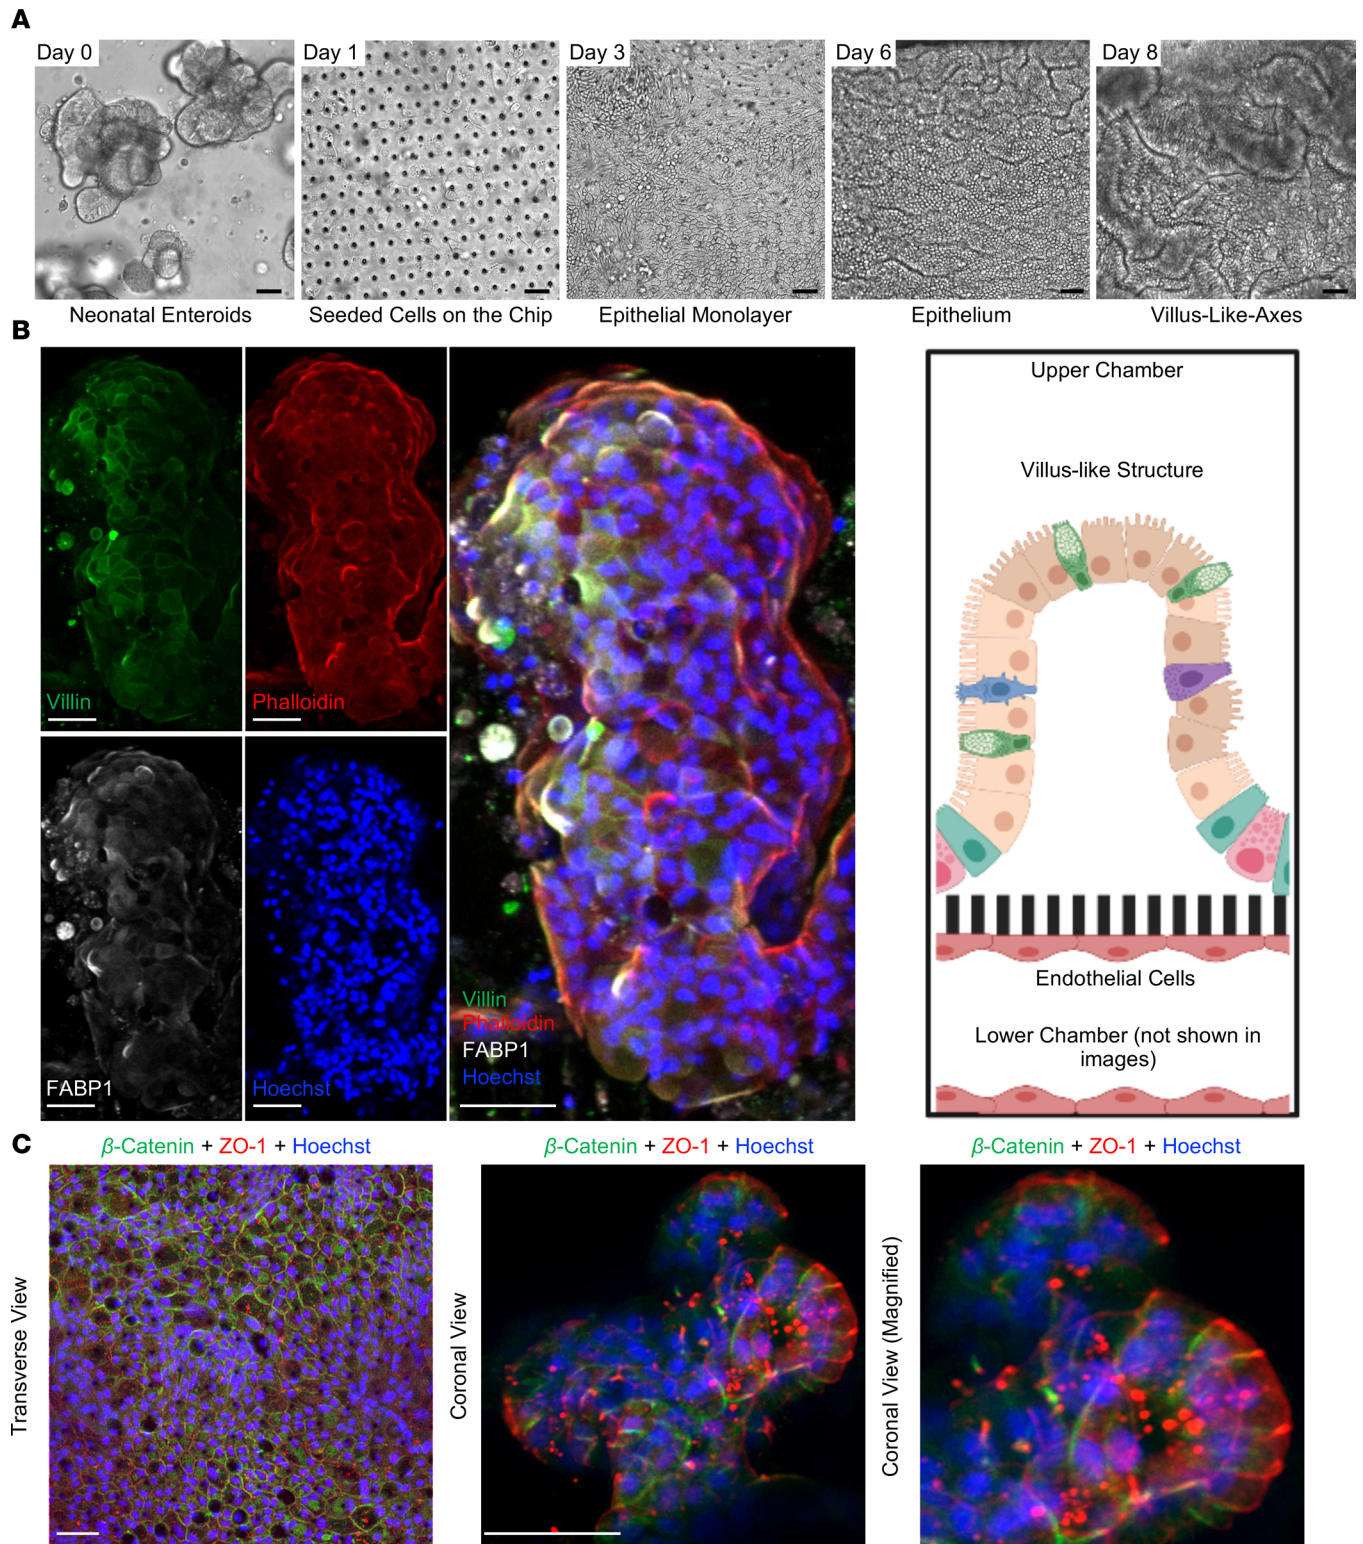 A
Day 0
Day 1
Day 3
Day 6
Day 8
Neonatal Enteroids
Seeded Cells on the Chip
Epithelial Monolayer
Epithelium
Villus-Like-Axes
B
Villin
Phalloidin
FABP1
Hoechst
Villin
Phalloidin
FABP1
Hoechst
Upper Chamber
Villus-like Structure
Endothelial Cells
Lower Chamber (not shown in
images)
C
β-Catenin + ZO-1 + Hoechst
Transverse View
β-Catenin + ZO-1 + Hoechst
Coronal View
β-Catenin + ZO-1 + Hoechst
Coronal View (Magnified)